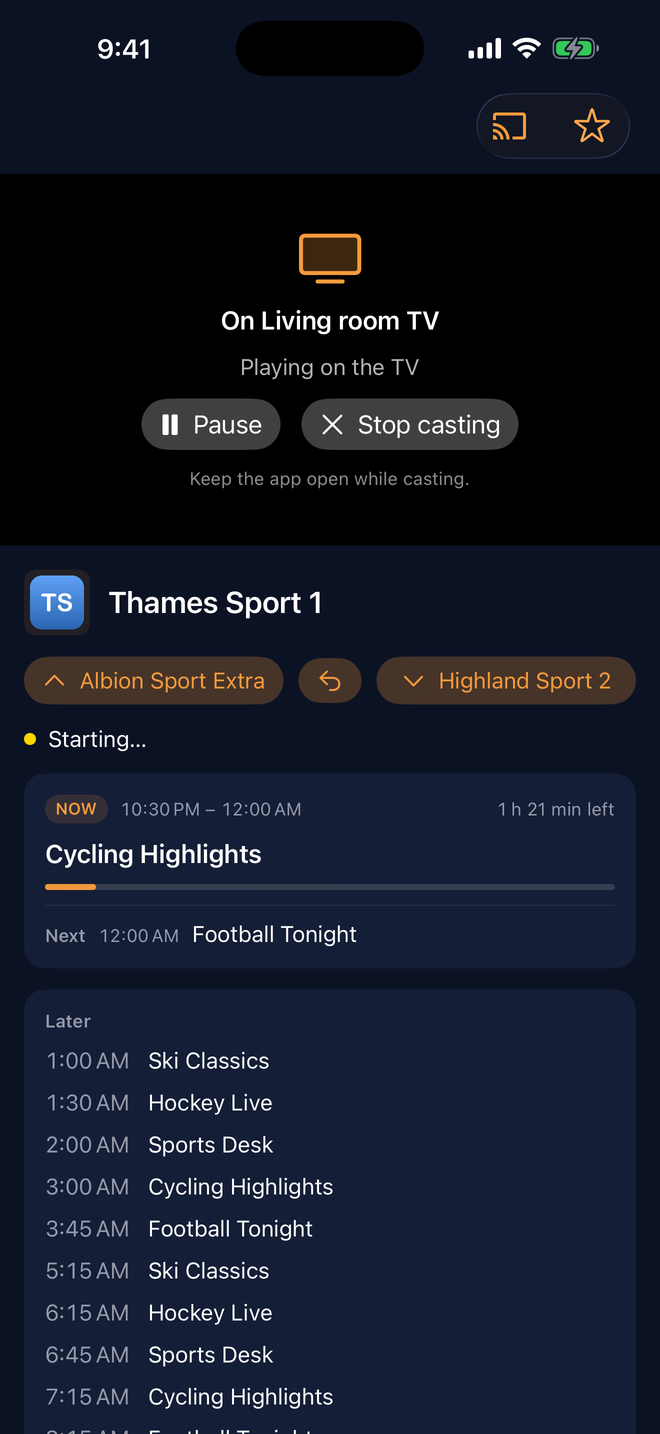 9:41
On Living room TV
Playing on the TV
Pause
Stop casting
Keep the app open while casting.
TS
Thames Sport 1
Albion Sport Extra
Highland Sport 2
Starting...
NOW 10:30 PM – 12:00 AM 1 h 21 min left
Cycling Highlights
Next 12:00 AM Football Tonight
Later
1:00 AM Ski Classics
1:30 AM Hockey Live
2:00 AM Sports Desk
3:00 AM Cycling Highlights
3:45 AM Football Tonight
5:15 AM Ski Classics
6:15 AM Hockey Live
6:45 AM Sports Desk
7:15 AM Cycling Highlights